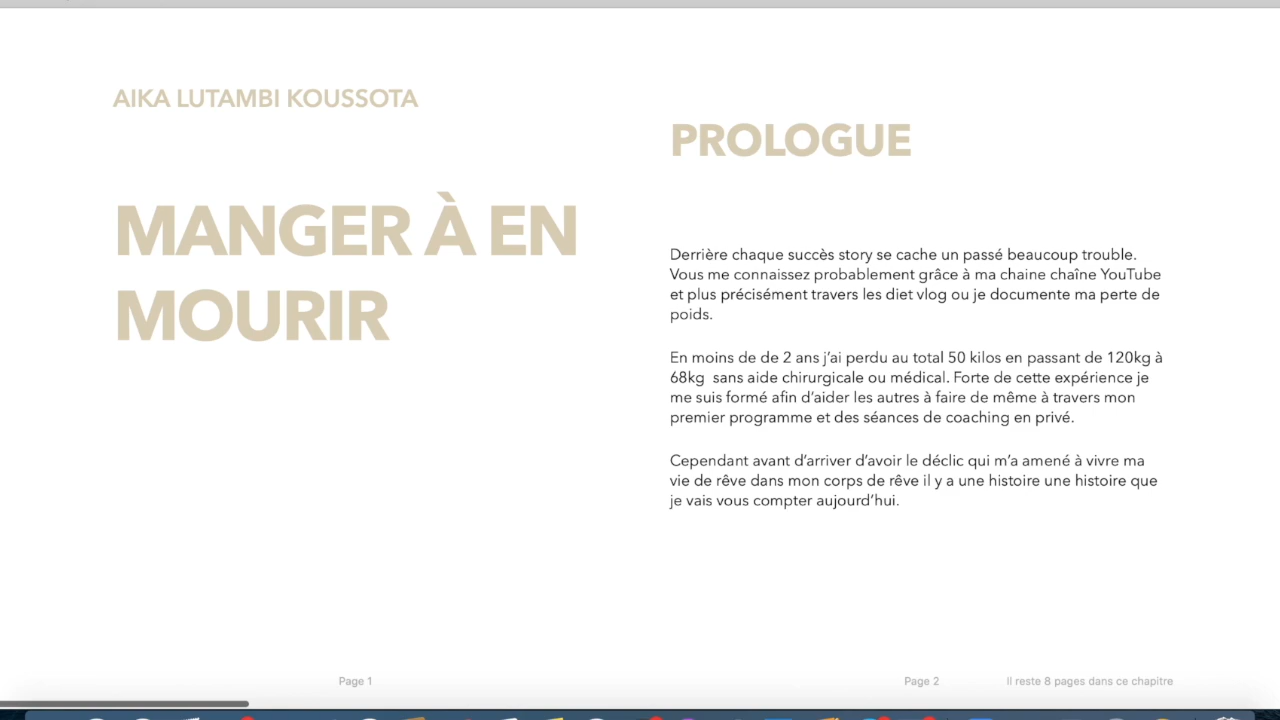 AIKA LUTAMBI KOUSSOTA
MANGER À EN
MOURIR
PROLOGUE
Derrière chaque succès story se cache un passé beaucoup trouble.
Vous me connaissez probablement grâce à ma chaine chaîne YouTube
et plus précisément travers les diet vlog ou je documente ma perte de
poids.
En moins de de 2 ans j’ai perdu au total 50 kilos en passant de 120kg à
68kg  sans aide chirurgicale ou médical. Forte de cette expérience je
me suis formé afin d’aider les autres à faire de même à travers mon
premier programme et des séances de coaching en privé.
Cependant avant d’arriver d’avoir le déclic qui m’a amené à vivre ma
vie de rêve dans mon corps de rêve il y a une histoire une histoire que
je vais vous compter aujourd’hui.
Page 1
Page 2
Il reste 8 pages dans ce chapitre